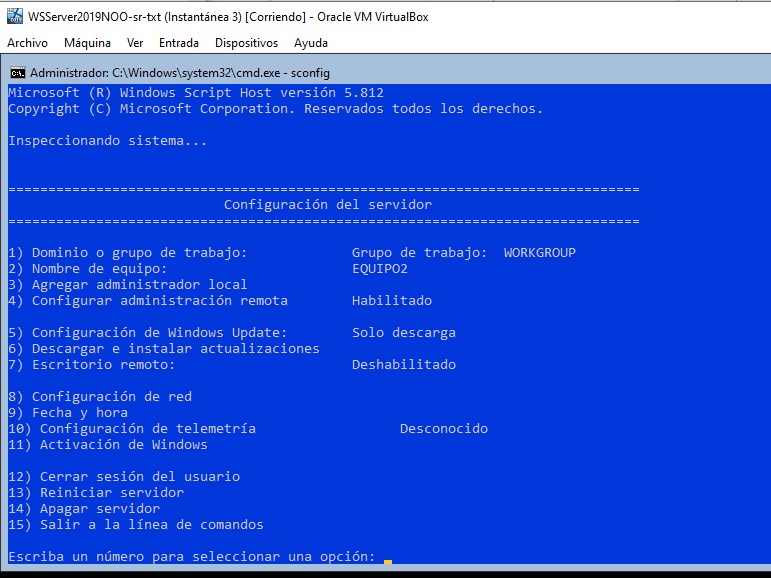 WSServer2019NOO-sr-txt (Instantánea 3) [Corriendo] - Oracle VM VirtualBox
Archivo Máquina Ver Entrada Dispositivos Ayuda
Administrador: C:\Windows\system32\cmd.exe - sconfig
Microsoft (R) Windows Script Host versión 5.812
Copyright (C) Microsoft Corporation. Reservados todos los derechos.
Inspeccionando sistema...
===============================================================================
Configuración del servidor
===============================================================================
1) Dominio o grupo de trabajo: Grupo de trabajo: WORKGROUP
2) Nombre de equipo: EQUIPO2
3) Agregar administrador local
4) Configurar administración remota Habilitado
5) Configuración de Windows Update: Solo descarga
6) Descargar e instalar actualizaciones
7) Escritorio remoto: Deshabilitado
8) Configuración de red
9) Fecha y hora
10) Configuración de telemetría Desconocido
11) Activación de Windows
12) Cerrar sesión del usuario
13) Reiniciar servidor
14) Apagar servidor
15) Salir a la línea de comandos
Escriba un número para seleccionar una opción: